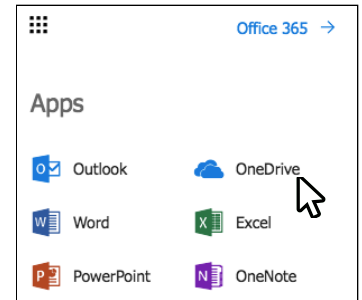 Office 365 →
Apps
Outlook OneDrive
Word Excel
PowerPoint OneNote